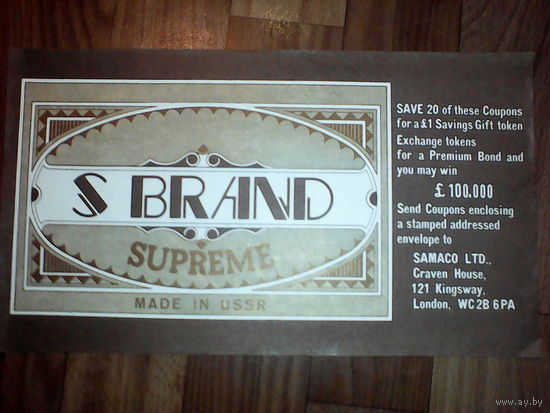 S BRAND
SUPREME
MADE IN USSR
SAVE 20 of these Coupons
for a £1 Savings Gift token
Exchange tokens
for a Premium Bond and
you may win
£100.000
Send Coupons enclosing
a stamped addressed
envelope to
SAMACO LTD.,
Craven House,
121 Kingsway,
London, WC2B 6PA
www.ay.by